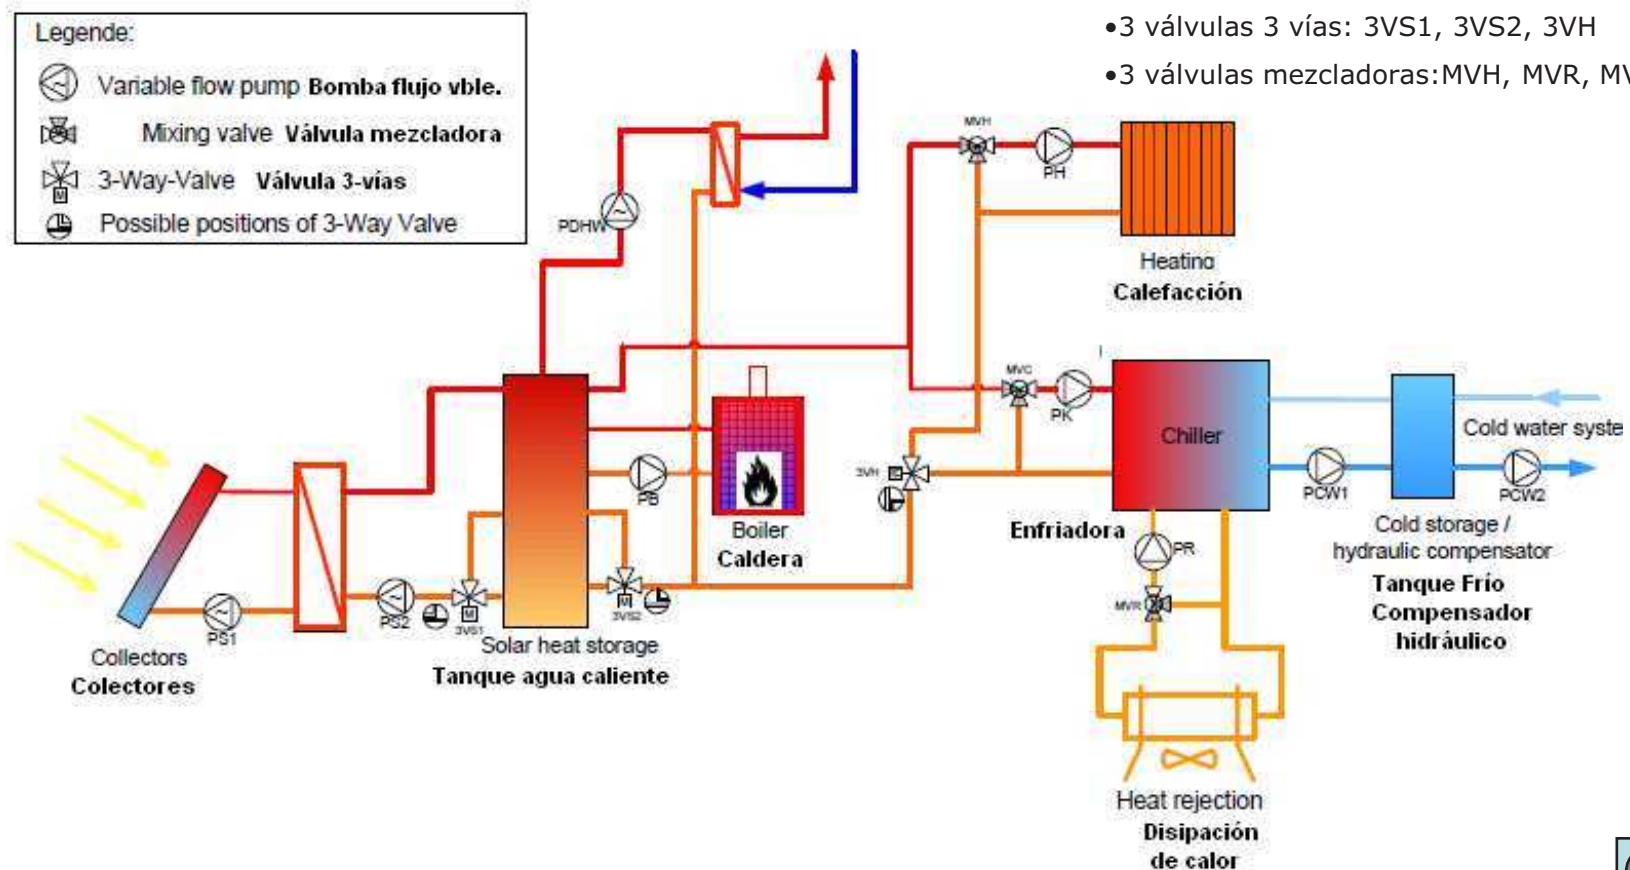 Legende:
Variable flow pump Bomba flujo vble.
Mixing valve Válvula mezcladora
3-Way-Valve Válvula 3-vías
Possible positions of 3-Way Valve
•3 válvulas 3 vías: 3VS1, 3VS2, 3VH
•3 válvulas mezcladoras:MVH, MVR, MV
MVH
PH
PDHW
Heating
Calefacción
MVC
PK
Chiller
Cold water syste
3VH
M
PB
PCW1
PCW2
Boiler
Caldera
Enfriadora
PR
Cold storage /
hydraulic compensator
Tanque Frío
Compensador
hidráulico
MVR
PS1
PS2
M
3VS1
M
3VS2
Collectors
Colectores
Solar heat storage
Tanque agua caliente
Heat rejection
Disipación
de calor